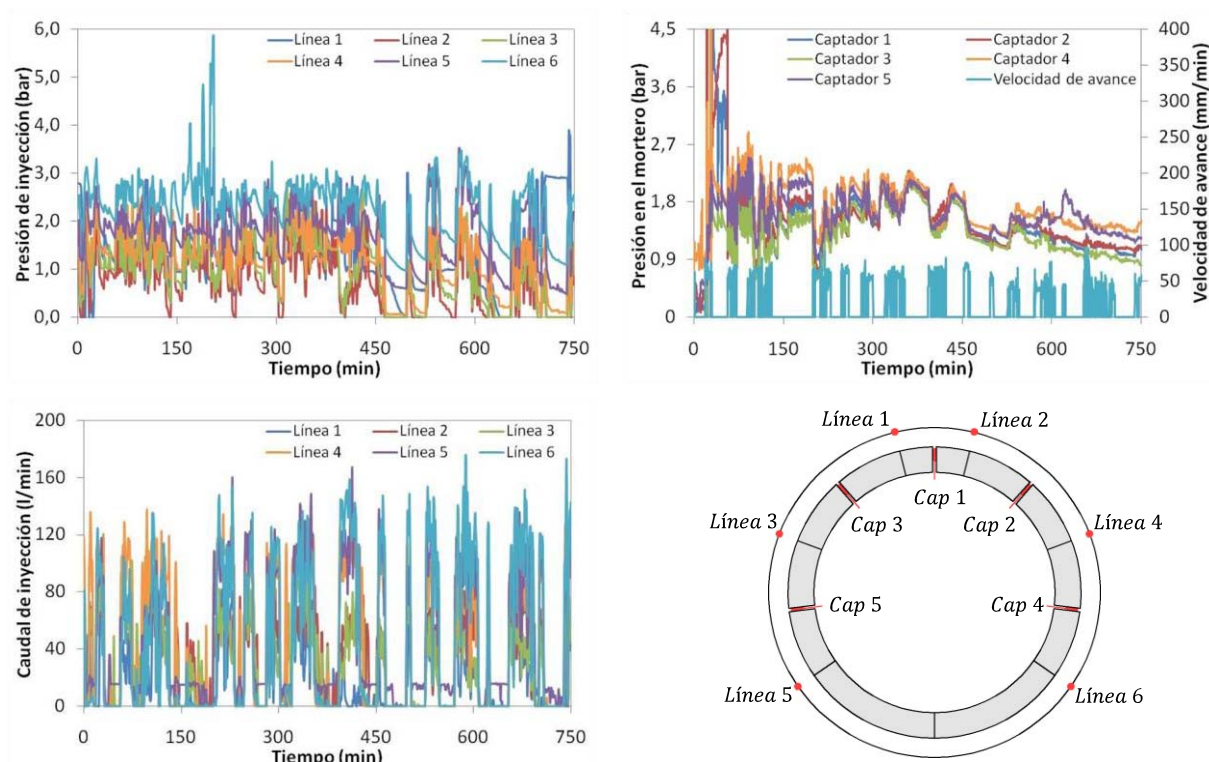 6,0
5,0
4,0
3,0
2,0
1,0
0,0
Presión de inyección (bar)
Línea 1 Línea 2 Línea 3
Línea 4 Línea 5 Línea 6
0 150 300 450 600 750
Tiempo (min)
4,5
3,6
2,7
1,8
0,9
0
Presión en el mortero (bar)
Captador 1 Captador 2
Captador 3 Captador 4
Captador 5 Velocidad de avance
400
350
300
250
200
150
100
50
0
Velocidad de avance (mm/min)
0 150 300 450 600 750
Tiempo (min)
200
160
120
80
40
0
Caudal de inyección (l/min)
Línea 1 Línea 2 Línea 3
Línea 4 Línea 5 Línea 6
0 150 300 450 600 750
Tiempo (min)
Línea 1 Línea 2
Cap 1
Línea 3 Cap 3 Cap 2 Línea 4
Cap 5 Cap 4
Línea 5 Línea 6